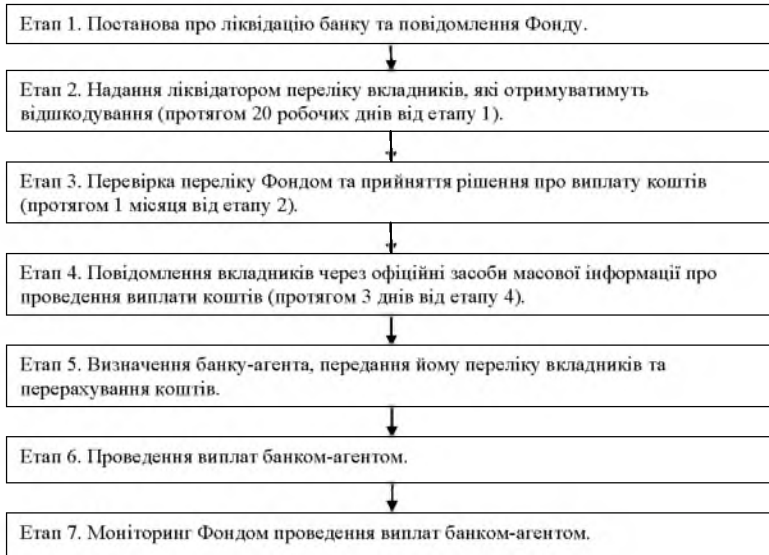 Етап 1. Постанова про ліквідацію банку та повідомлення Фонду.
Етап 2. Надання ліквідатором переліку вкладників, які отримуватимуть
відшкодування (протягом 20 робочих днів від етапу 1).
Етап 3. Перевірка переліку Фондом та прийняття рішення про виплату коштів
(протягом 1 місяця від етапу 2).
Етап 4. Повідомлення вкладників через офіційні засоби масової інформації про
проведення виплати коштів (протягом 3 днів від етапу 4).
Етап 5. Визначення банку-агента, передання йому переліку вкладників та
перерахування коштів.
Етап 6. Проведення виплат банком-агентом.
Етап 7. Моніторинг Фондом проведення виплат банком-агентом.